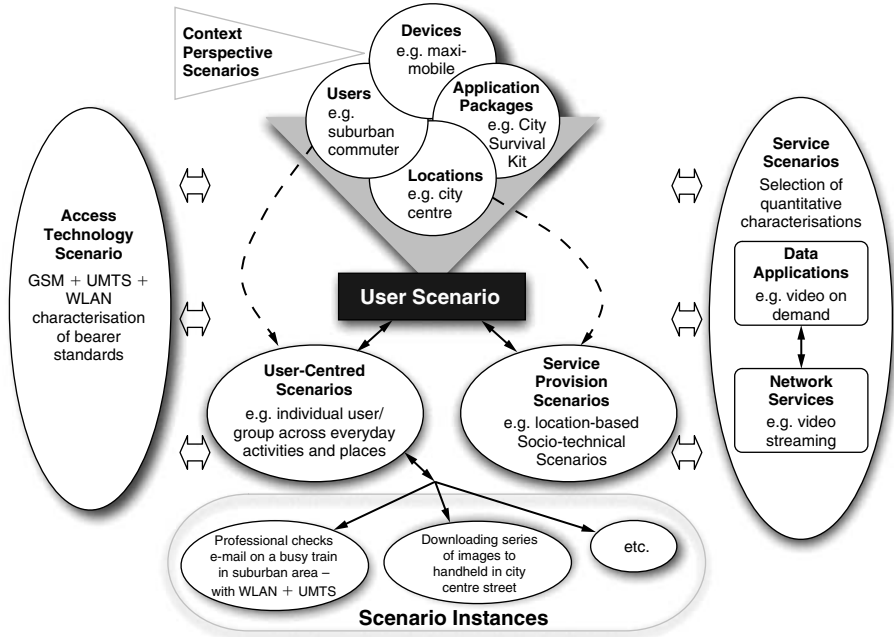 Context
Perspective
Scenarios
Devices
e.g. maxi-
mobile
Users
e.g.
suburban
commuter
Application
Packages
e.g. City
Survival
Kit
Locations
e.g. city
centre
Access
Technology
Scenario
GSM + UMTS +
WLAN
characterisation
of bearer
standards
Service
Scenarios
Selection of
quantitative
characterisations
Data
Applications
e.g. video on
demand
Network
Services
e.g. video
streaming
User Scenario
User-Centred
Scenarios
e.g. individual user/
group across everyday
activities and places
Service
Provision
Scenarios
e.g. location-based
Socio-technical
Scenarios
Professional checks
e-mail on a busy train
in suburban area –
with WLAN + UMTS
Downloading series
of images to
handheld in city
centre street
etc.
Scenario Instances